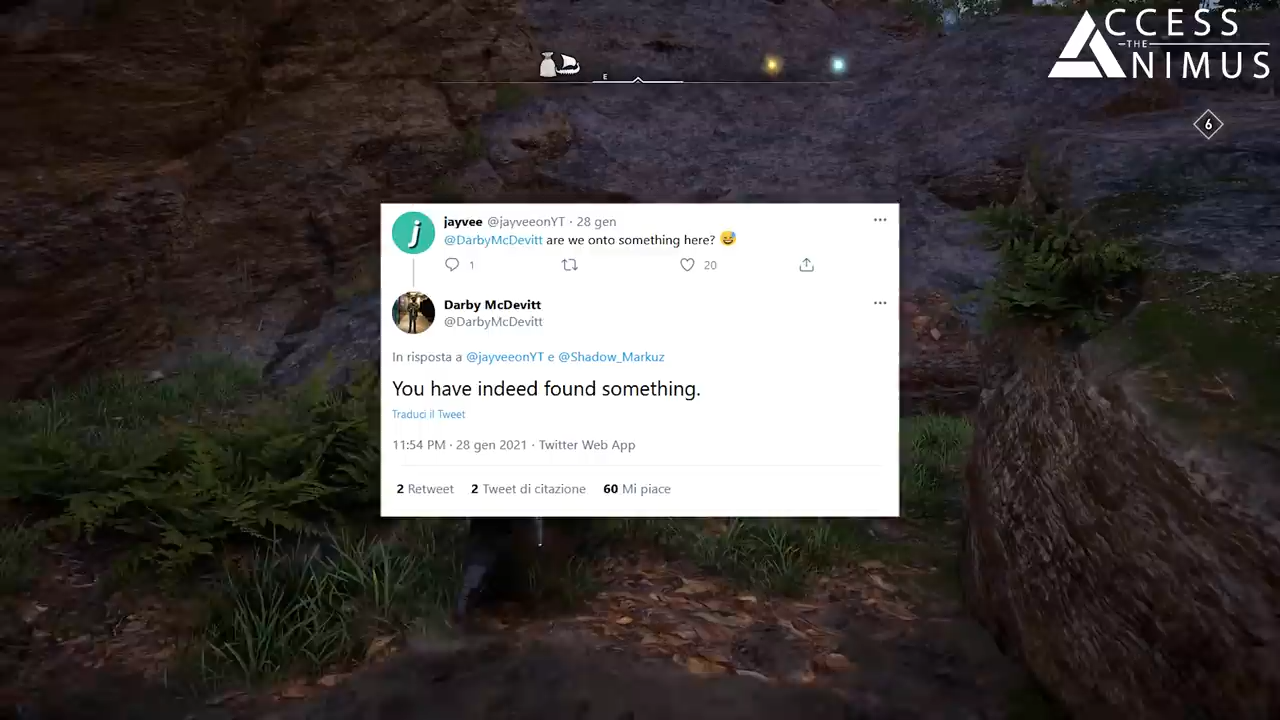 ACCESS
THE
ANIMUS
E
6
jayvee @jayveeonYT · 28 gen
@DarbyMcDevitt are we onto something here? 😅
1 20
Darby McDevitt
@DarbyMcDevitt
In risposta a @jayveeonYT e @Shadow_Markuz
You have indeed found something.
Traduci il Tweet
11:54 PM · 28 gen 2021 · Twitter Web App
2 Retweet 2 Tweet di citazione 60 Mi piace